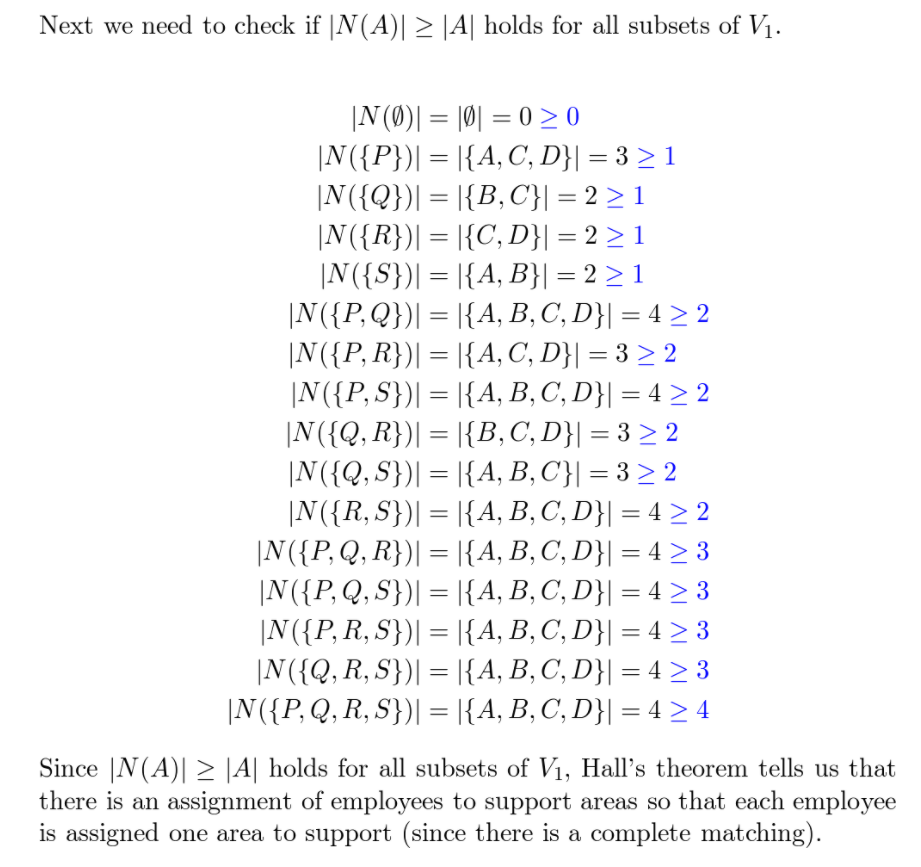 Next we need to check if |N(A)| ≥ |A| holds for all subsets of V₁.
|N(∅)| = |∅| = 0 ≥ 0
|N({P})| = |{A, C, D}| = 3 ≥ 1
|N({Q})| = |{B, C}| = 2 ≥ 1
|N({R})| = |{C, D}| = 2 ≥ 1
|N({S})| = |{A, B}| = 2 ≥ 1
|N({P, Q})| = |{A, B, C, D}| = 4 ≥ 2
|N({P, R})| = |{A, C, D}| = 3 ≥ 2
|N({P, S})| = |{A, B, C, D}| = 4 ≥ 2
|N({Q, R})| = |{B, C, D}| = 3 ≥ 2
|N({Q, S})| = |{A, B, C}| = 3 ≥ 2
|N({R, S})| = |{A, B, C, D}| = 4 ≥ 2
|N({P, Q, R})| = |{A, B, C, D}| = 4 ≥ 3
|N({P, Q, S})| = |{A, B, C, D}| = 4 ≥ 3
|N({P, R, S})| = |{A, B, C, D}| = 4 ≥ 3
|N({Q, R, S})| = |{A, B, C, D}| = 4 ≥ 3
|N({P, Q, R, S})| = |{A, B, C, D}| = 4 ≥ 4
Since |N(A)| ≥ |A| holds for all subsets of V₁, Hall's theorem tells us that
there is an assignment of employees to support areas so that each employee
is assigned one area to support (since there is a complete matching).